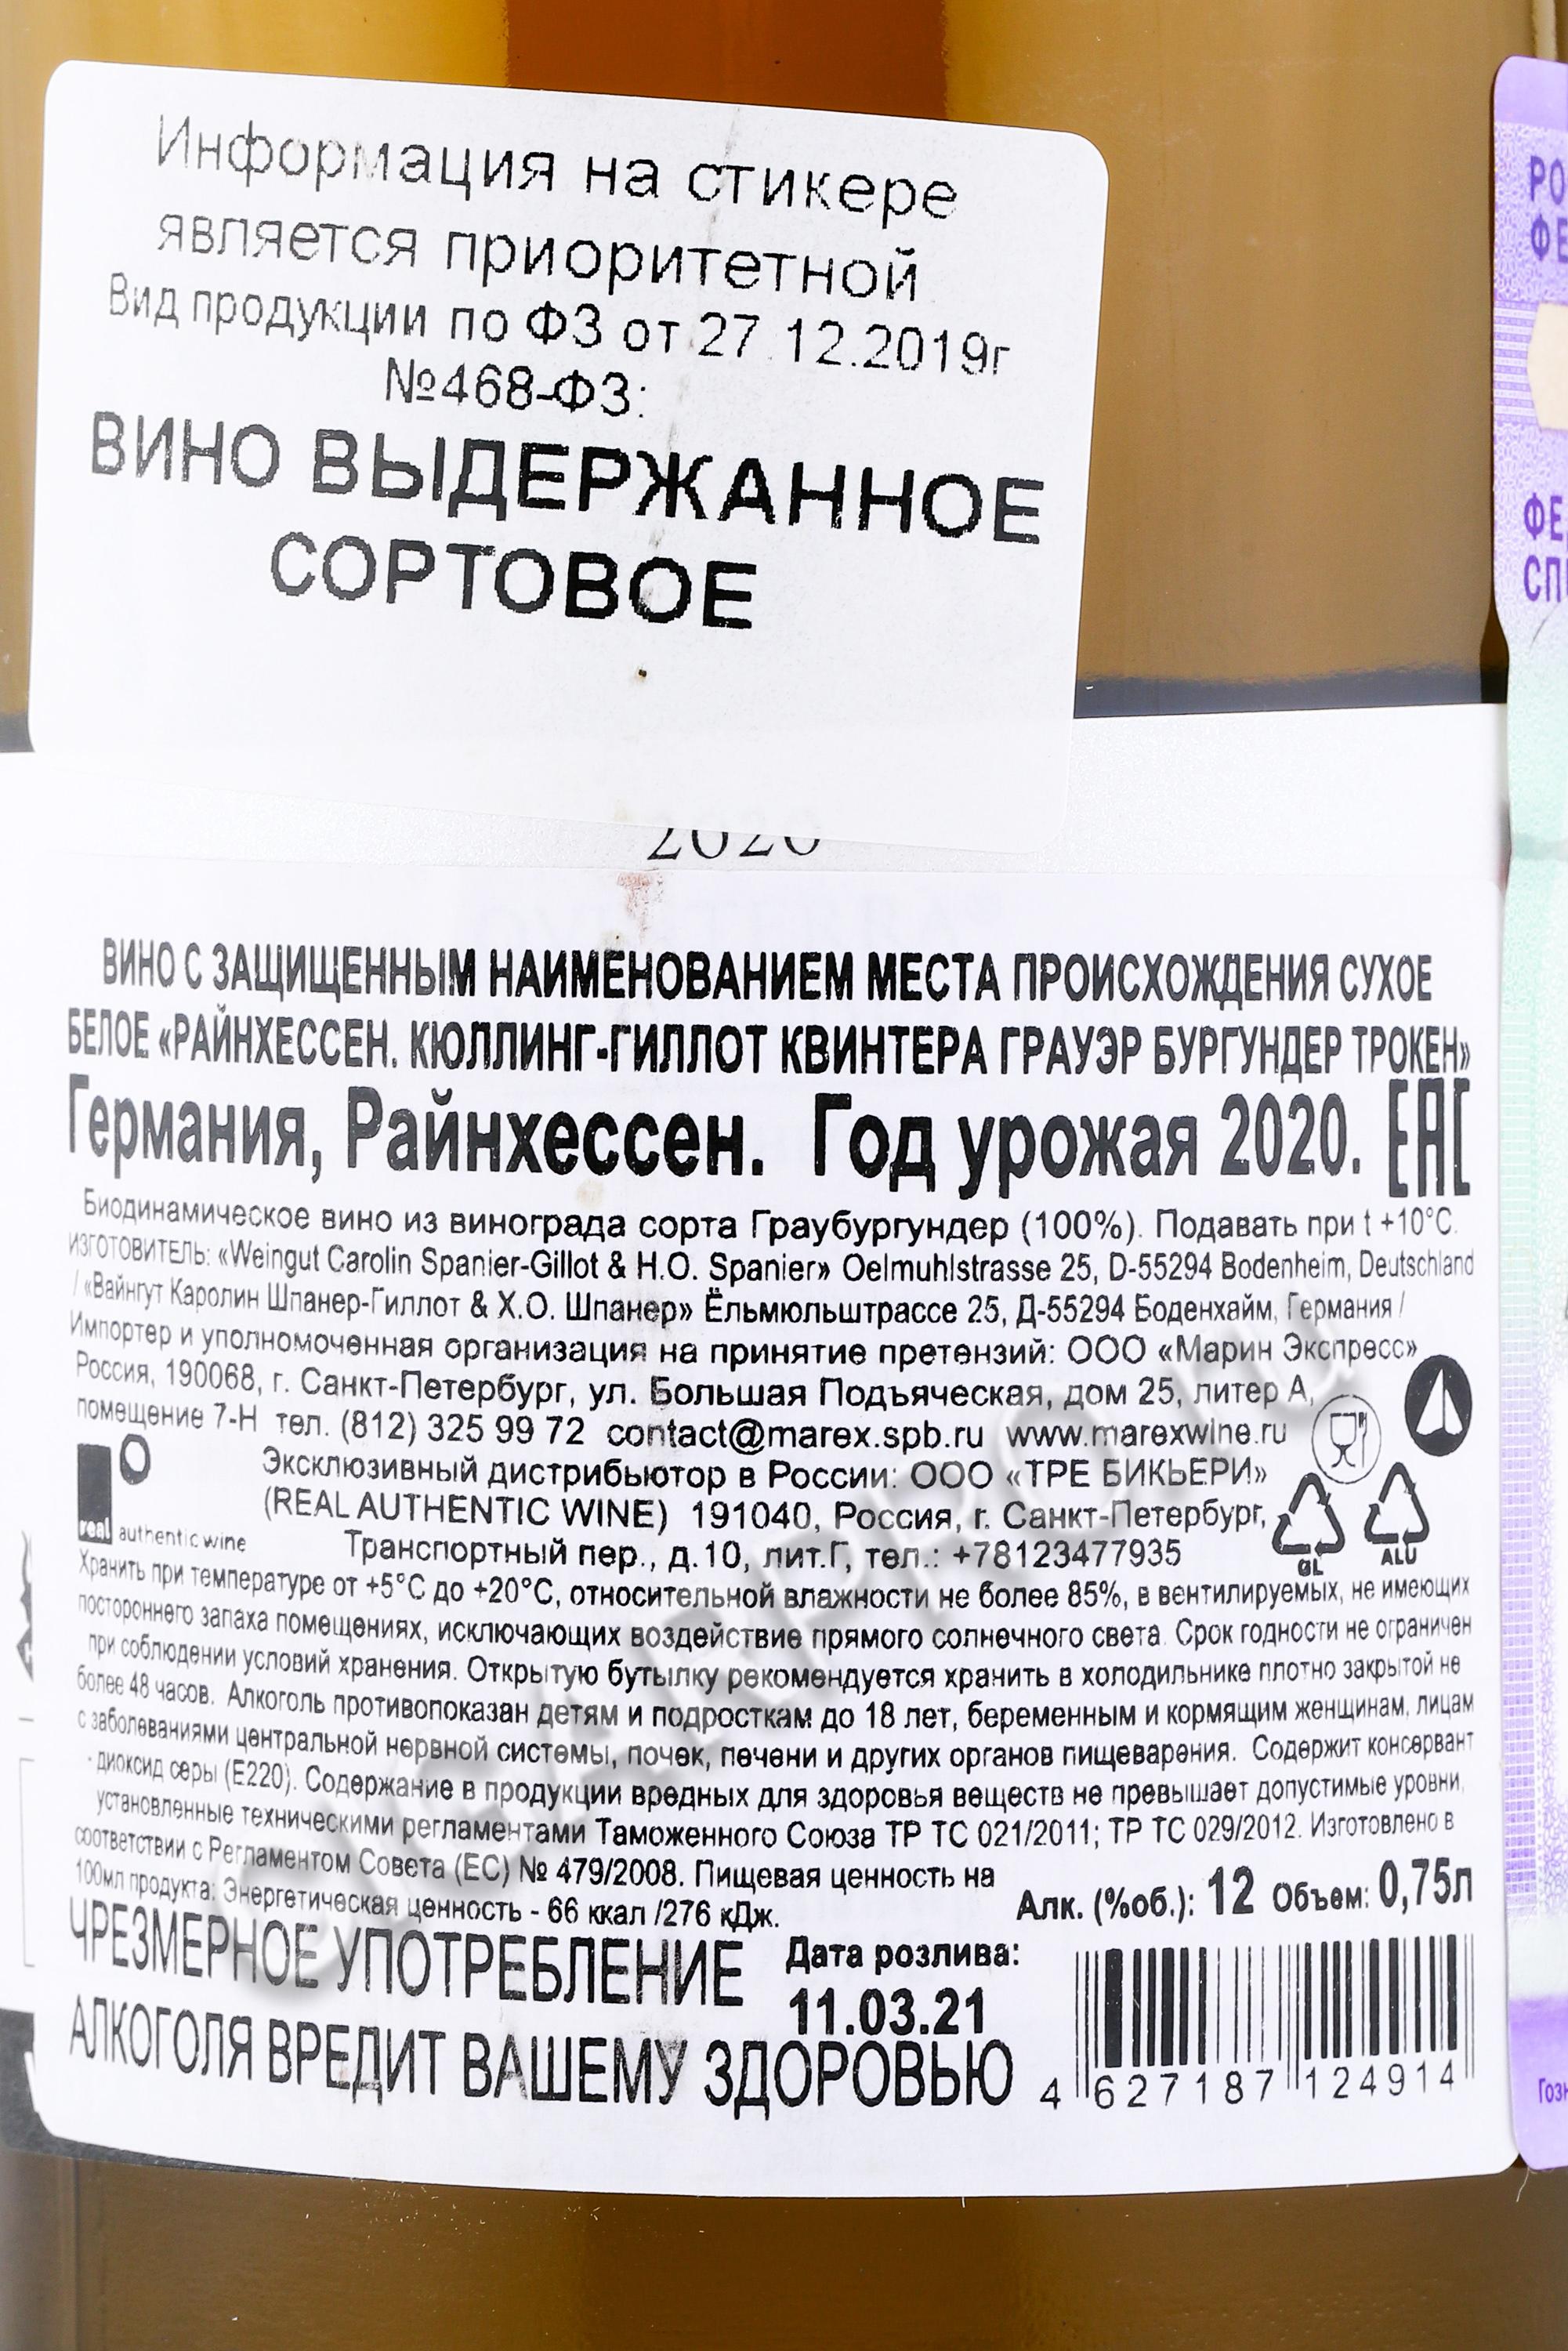 Информация на стикере
является приоритетной
Вид продукции по ФЗ от 27.12.2019г
№468-ФЗ:
ВИНО ВЫДЕРЖАННОЕ
СОРТОВОЕ
2020
ВИНО С ЗАЩИЩЕННЫМ НАИМЕНОВАНИЕМ МЕСТА ПРОИСХОЖДЕНИЯ СУХОЕ
БЕЛОЕ «РАЙНХЕССЕН. КЮЛЛИНГ-ГИЛЛОТ КВИНТЕРА ГРАУЭР БУРГУНДЕР ТРОКЕН»
Германия, Райнхессен. Год урожая 2020. ЕАС
Биодинамическое вино из винограда сорта Граубургундер (100%). Подавать при t +10°C.
ИЗГОТОВИТЕЛЬ: «Weingut Carolin Spanier-Gillot & H.O. Spanier» Oelmuhlstrasse 25, D-55294 Bodenheim, Deutschland
/ «Вайнгут Каролин Шпанер-Гиллот & Х.О. Шпанер» Ёльмюльштрассе 25, Д-55294 Боденхайм, Германия /
Импортер и уполномоченная организация на принятие претензий: ООО «Марин Экспресс»
Россия, 190068, г. Санкт-Петербург, ул. Большая Подъяческая, дом 25, литер А,
помещение 7-Н тел. (812) 325 99 72 contact@marex.spb.ru www.marexwine.ru
Эксклюзивный дистрибьютор в России: ООО «ТРЕ БИКЬЕРИ»
(REAL AUTHENTIC WINE) 191040, Россия, г. Санкт-Петербург,
real authentic wine
Транспортный пер., д.10, лит.Г, тел.: +78123477935
GL ALU
Хранить при температуре от +5°С до +20°С, относительной влажности не более 85%, в вентилируемых, не имеющих
постороннего запаха помещениях, исключающих воздействие прямого солнечного света. Срок годности не ограничен
при соблюдении условий хранения. Открытую бутылку рекомендуется хранить в холодильнике плотно закрытой не
более 48 часов. Алкоголь противопоказан детям и подросткам до 18 лет, беременным и кормящим женщинам, лицам
с заболеваниями центральной нервной системы, почек, печени и других органов пищеварения. Содержит консервант
- диоксид серы (Е220). Содержание в продукции вредных для здоровья веществ не превышает допустимые уровни,
установленные техническими регламентами Таможенного Союза ТР ТС 021/2011; ТР ТС 029/2012. Изготовлено в
соответствии с Регламентом Совета (ЕС) № 479/2008. Пищевая ценность на
100мл продукта: Энергетическая ценность - 66 ккал /276 кДж.
Алк. (%об.): 12 Объем: 0,75л
ЧРЕЗМЕРНОЕ УПОТРЕБЛЕНИЕ
АЛКОГОЛЯ ВРЕДИТ ВАШЕМУ ЗДОРОВЬЮ
Дата розлива:
11.03.21
4 627187 124914
РО
ФЕ
ФЕ
СП
Гозн